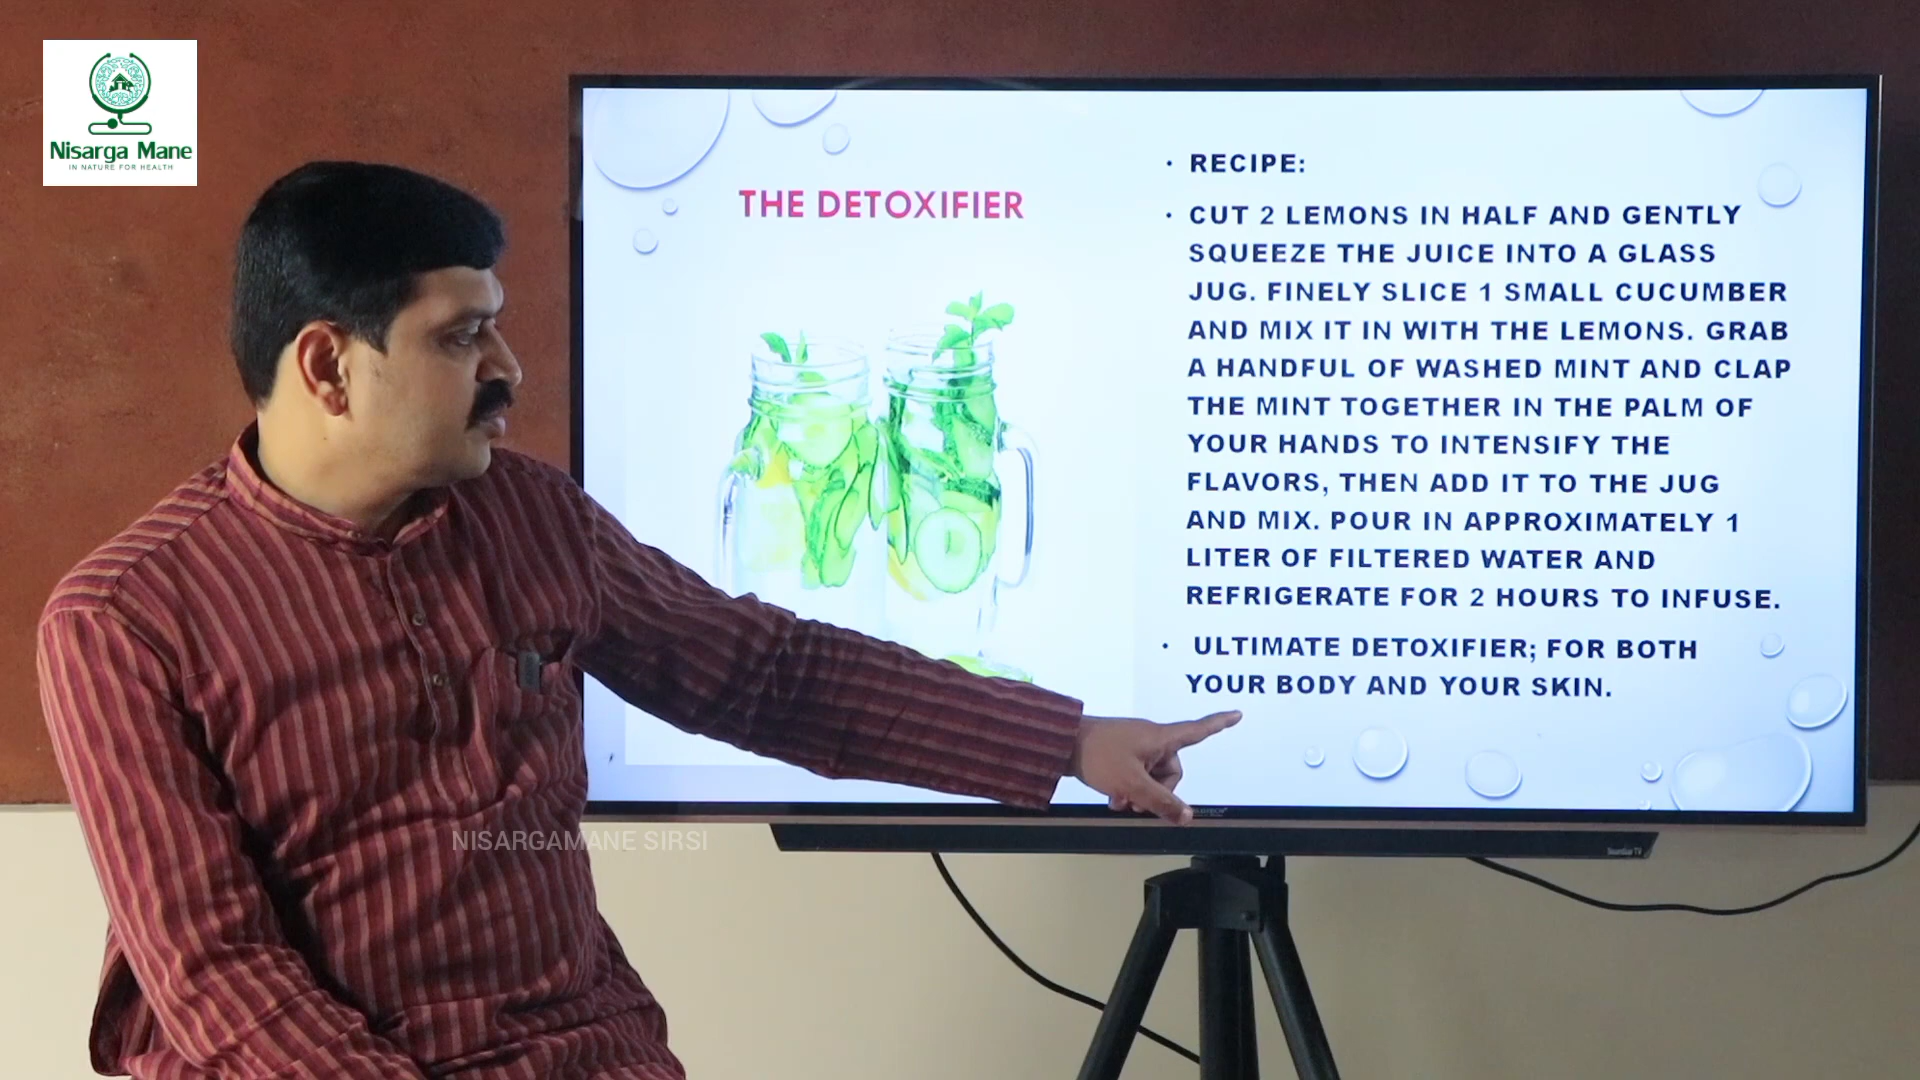 Nisarga Mane
IN NATURE FOR HEALTH
THE DETOXIFIER
• RECIPE:
• CUT 2 LEMONS IN HALF AND GENTLY
SQUEEZE THE JUICE INTO A GLASS
JUG. FINELY SLICE 1 SMALL CUCUMBER
AND MIX IT IN WITH THE LEMONS. GRAB
A HANDFUL OF WASHED MINT AND CLAP
THE MINT TOGETHER IN THE PALM OF
YOUR HANDS TO INTENSIFY THE
FLAVORS, THEN ADD IT TO THE JUG
AND MIX. POUR IN APPROXIMATELY 1
LITER OF FILTERED WATER AND
REFRIGERATE FOR 2 HOURS TO INFUSE.
• ULTIMATE DETOXIFIER; FOR BOTH
YOUR BODY AND YOUR SKIN.
NISARGAMANE SIRSI